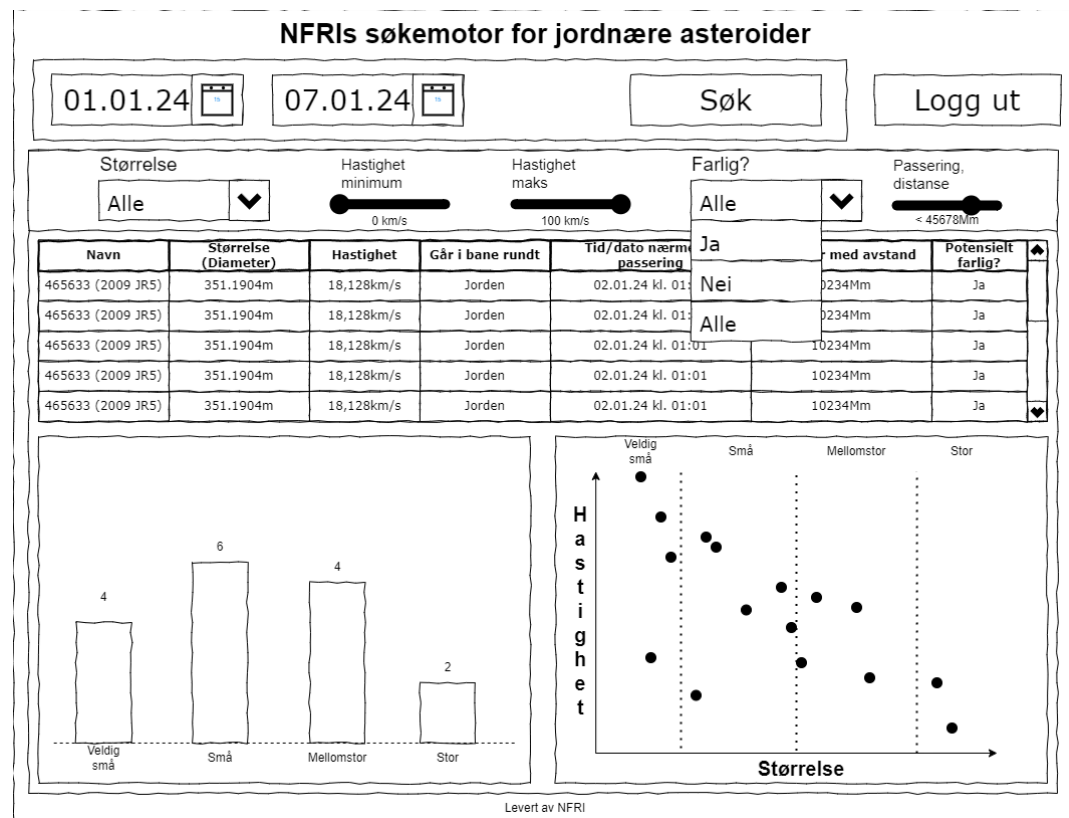 NFRIs søkemotor for jordnære asteroider
01.01.24
07.01.24
Søk
Logg ut
Størrelse
Alle
Hastighet
minimum
0 km/s
Hastighet
maks
100 km/s
Farlig?
Alle
Ja
Nei
Alle
Passering,
distanse
< 45678Mm
Navn
Størrelse
(Diameter)
Hastighet
Går i bane rundt
Tid/dato
passering
med avstand
Potensielt
farlig?
465633 (2009 JR5) 351.1904m 18,128km/s Jorden 02.01.24 kl. Ja
465633 (2009 JR5) 351.1904m 18,128km/s Jorden 02.01.24 kl. Ja
465633 (2009 JR5) 351.1904m 18,128km/s Jorden 02.01.24 kl. 01:01 10234Mm Ja
465633 (2009 JR5) 351.1904m 18,128km/s Jorden 02.01.24 kl. 01:01 10234Mm Ja
465633 (2009 JR5) 351.1904m 18,128km/s Jorden 02.01.24 kl. 01:01 10234Mm Ja
4
6
4
2
Veldig
små
Små
Mellomstor
Stor
Veldig
små
Små
Mellomstor
Stor
Hastighet
Størrelse
Levert av NFRI